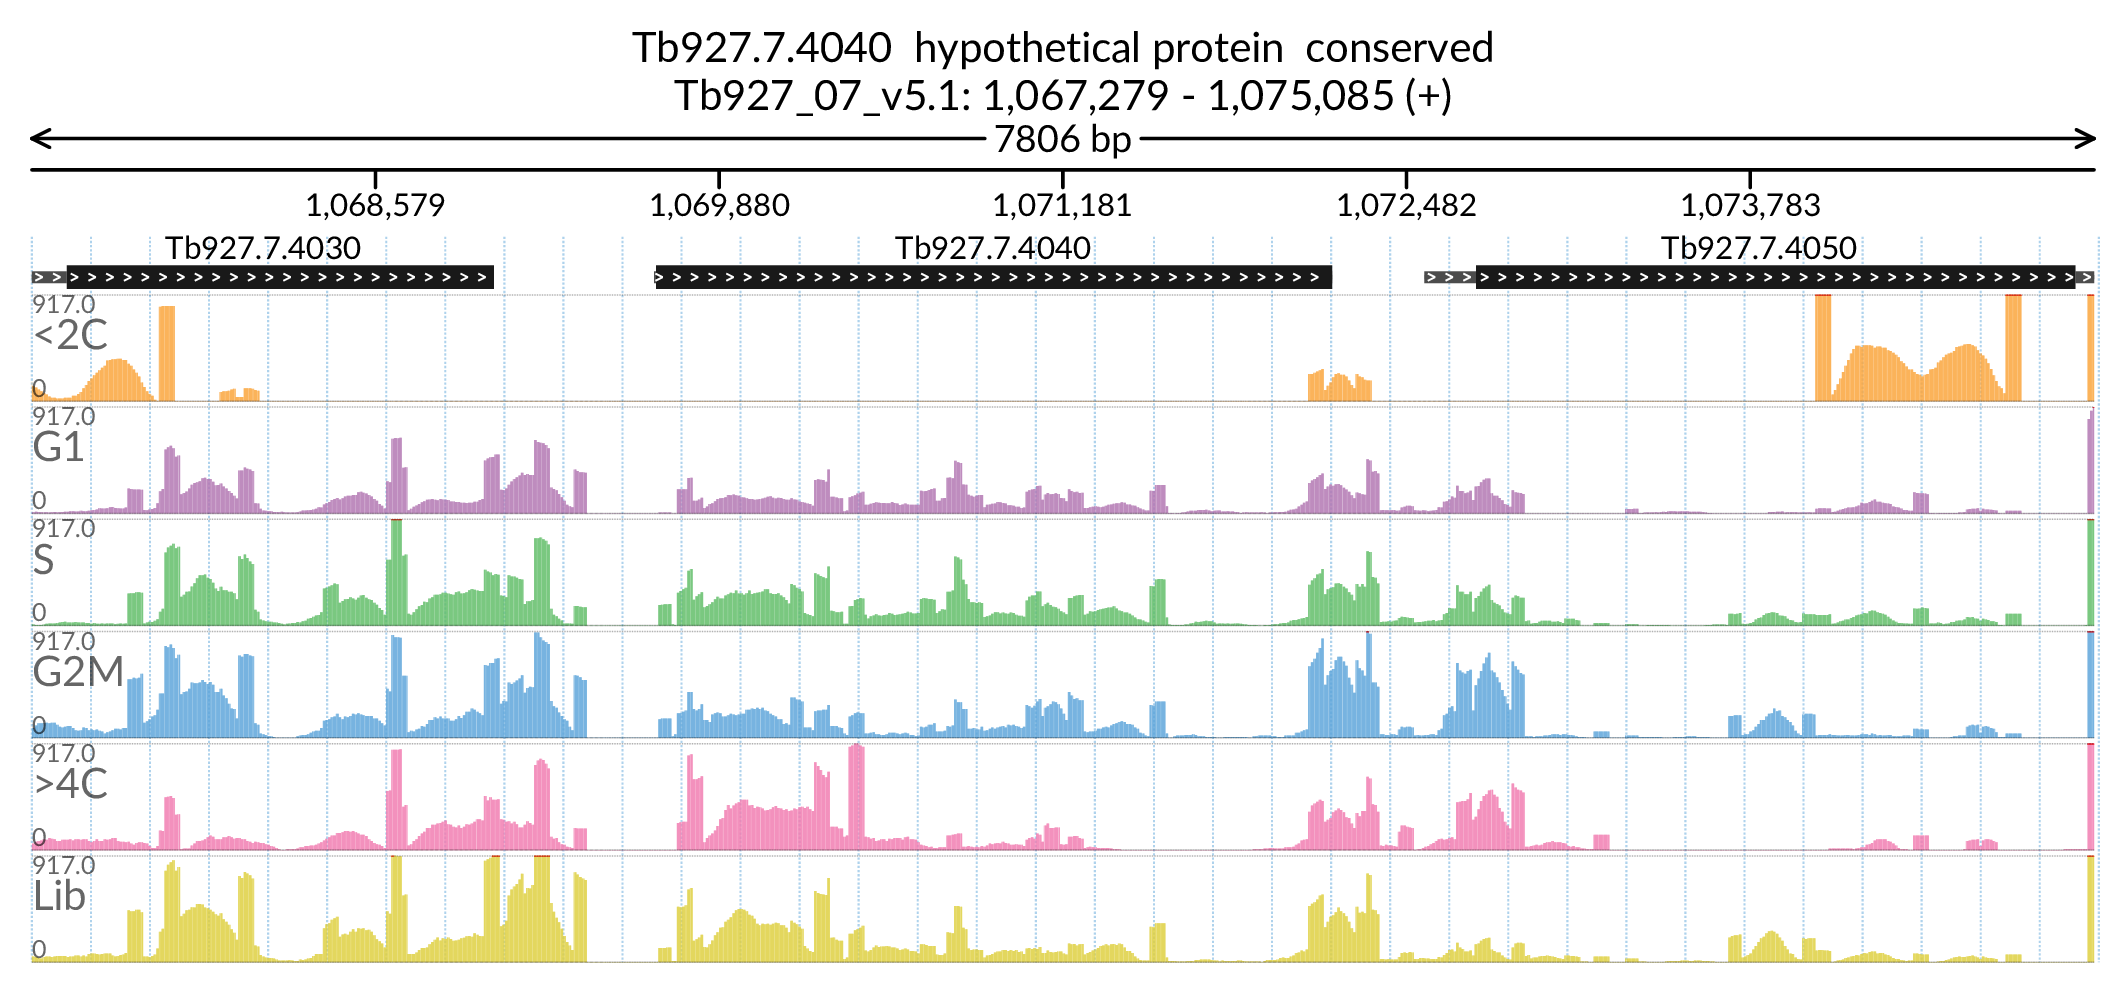 Tb927.7.4040  hypothetical protein  conserved
Tb927_07_v5.1: 1,067,279 - 1,075,085 (+)
7806 bp
1,068,579 1,069,880 1,071,181 1,072,482 1,073,783
Tb927.7.4030 Tb927.7.4040 Tb927.7.4050
917.0
<2C
0
917.0
G1
0
917.0
S
0
917.0
G2M
0
917.0
>4C
0
917.0
Lib
0